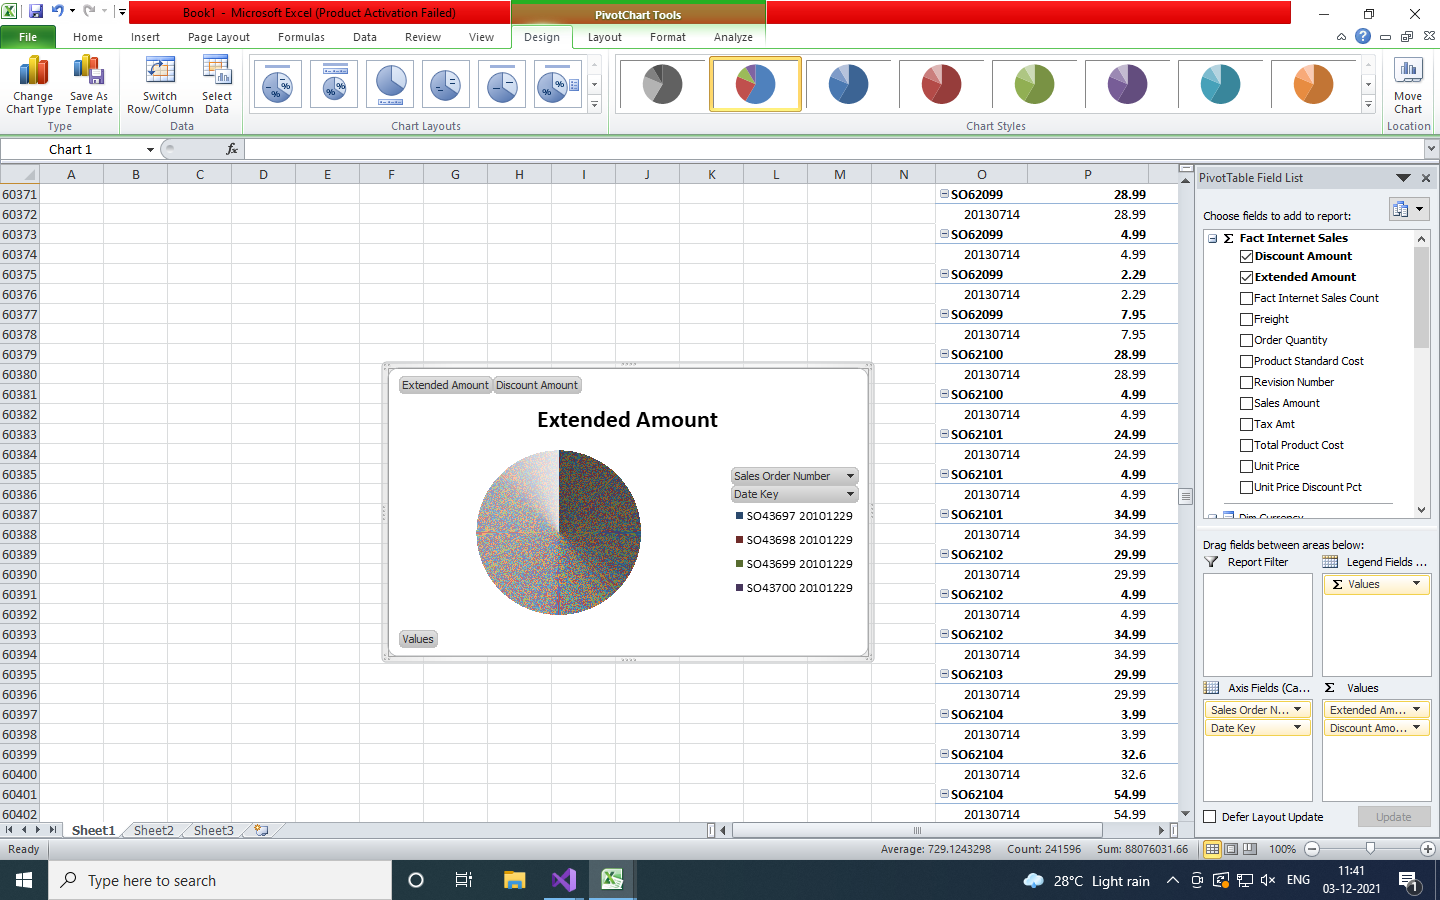 Book1 - Microsoft Excel (Product Activation Failed)
PivotChart Tools
File Home Insert Page Layout Formulas Data Review View Design Layout Format Analyze
Change Chart Type
Save As Template
Switch Row/Column
Select Data
Move Chart
Type Data Chart Layouts Chart Styles Location
Chart 1 fx
A B C D E F G H I J K L M N O P
60371 SO62099 28.99
60372 20130714 28.99
60373 SO62099 4.99
60374 20130714 4.99
60375 SO62099 2.29
60376 20130714 2.29
60377 SO62099 7.95
60378 20130714 7.95
60379 SO62100 28.99
60380 20130714 28.99
60381 SO62100 4.99
60382 20130714 4.99
60383 SO62101 24.99
60384 20130714 24.99
60385 SO62101 4.99
60386 20130714 4.99
60387 SO62101 34.99
60388 20130714 34.99
60389 SO62102 29.99
60390 20130714 29.99
60391 SO62102 4.99
60392 20130714 4.99
60393 SO62102 34.99
60394 20130714 34.99
60395 SO62103 29.99
60396 20130714 29.99
60397 SO62104 3.99
60398 20130714 3.99
60399 SO62104 32.6
60400 20130714 32.6
60401 SO62104 54.99
60402 20130714 54.99
Extended Amount Discount Amount
Extended Amount
Sales Order Number
Date Key
SO43697 20101229
SO43698 20101229
SO43699 20101229
SO43700 20101229
Values
PivotTable Field List
Choose fields to add to report:
Σ Fact Internet Sales
Discount Amount
Extended Amount
Fact Internet Sales Count
Freight
Order Quantity
Product Standard Cost
Revision Number
Sales Amount
Tax Amt
Total Product Cost
Unit Price
Unit Price Discount Pct
Dim Currency
Drag fields between areas below:
Report Filter Legend Fields ...
Σ Values
Axis Fields (Ca... Σ Values
Sales Order N... Extended Am...
Date Key Discount Amo...
Defer Layout Update Update
Sheet1 Sheet2 Sheet3
Ready Average: 729.1243298 Count: 241596 Sum: 88076031.66 100%
Type here to search
28°C Light rain ENG
11:41
03-12-2021
1